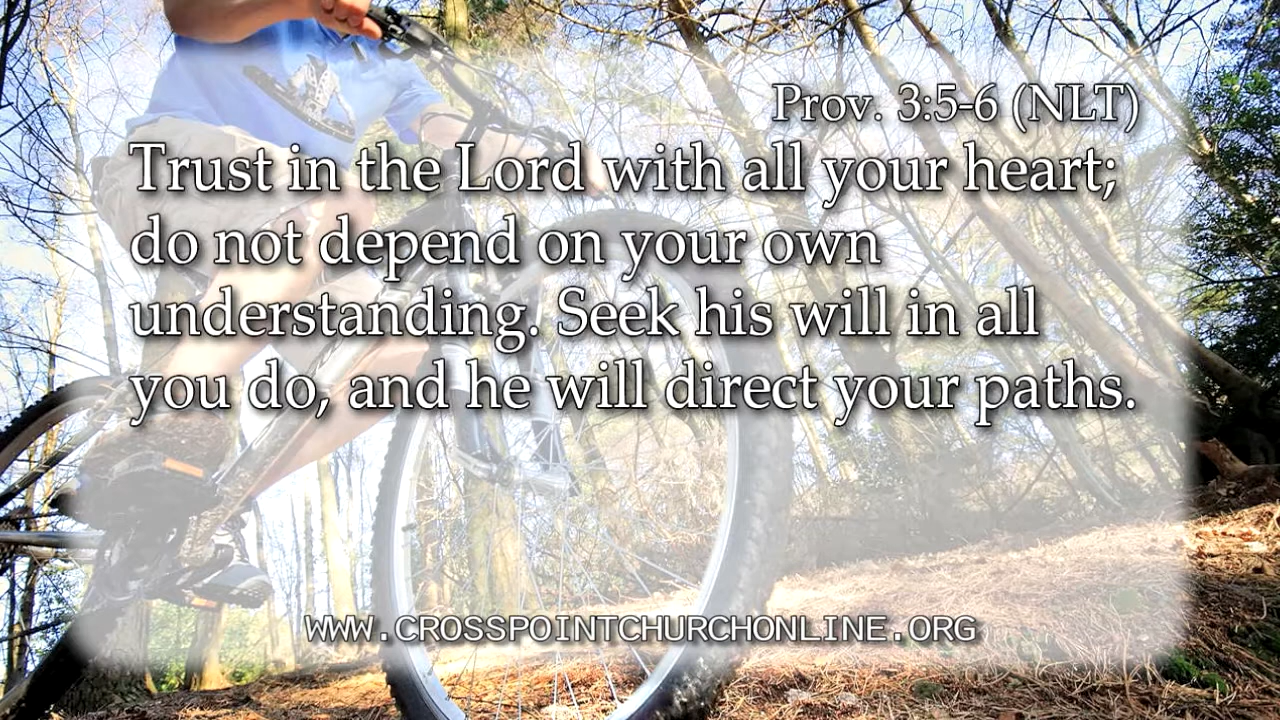 Prov. 3:5-6 (NLT)
Trust in the Lord with all your heart;
do not depend on your own
understanding. Seek his will in all
you do, and he will direct your paths.
WWW.CROSSPOINTCHURCHONLINE.ORG